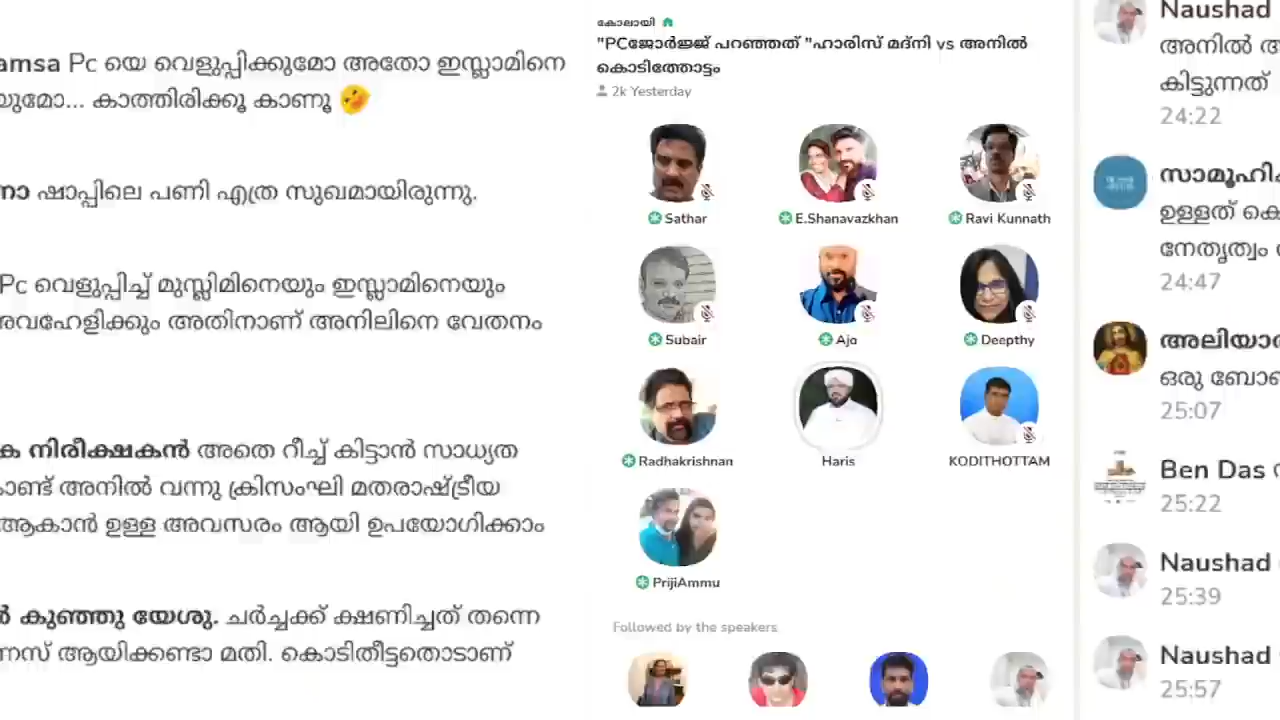 amsa Pc യെ വെളുപ്പിക്കുമോ അതോ ഇസ്ലാമിനെ
യുമോ... കാത്തിരിക്കൂ കാണൂ 🤣
നാ ഷാപ്പിലെ പണി എത്ര സുഖമായിരുന്നു.
Pc വെളുപ്പിച്ച് മുസ്ലിമിനെയും ഇസ്ലാമിനെയും
അവഹേളിക്കും അതിനാണ് അനിലിനെ വേതനം
ക നിരീക്ഷകൻ അതെ റീച്ച് കിട്ടാൻ സാധ്യത
കാണ്ട് അനിൽ വന്നു ക്രിസംഘി മതരാഷ്ട്രീയ
ആകാൻ ഉള്ള അവസരം ആയി ഉപയോഗിക്കാം
ൽ കുഞ്ഞു യേശു. ചർച്ചക്ക് ക്ഷണിച്ചത് തന്നെ
ണസ് ആയിക്കണ്ടാ മതി. കൊടിതീട്ടതൊടാണ്
കോലായി
"PCജോർജ്ജ് പറഞ്ഞത് "ഹാരിസ് മദ്നി vs അനിൽ
കൊടിത്തോട്ടം
2k Yesterday
Sathar
E.Shanavazkhan
Ravi Kunnath
Subair
Aja
Deepthy
Radhakrishnan
Haris
KODITHOTTAM
PrijiAmmu
Followed by the speakers
Naushad
അനിൽ
കിട്ടുന്നത്
24:22
സാമൂഹിക
ഉള്ളത്
നേതൃത്വം
24:47
അലിയാർ
ഒരു
25:07
Ben Das
25:22
Naushad
25:39
Naushad
25:57